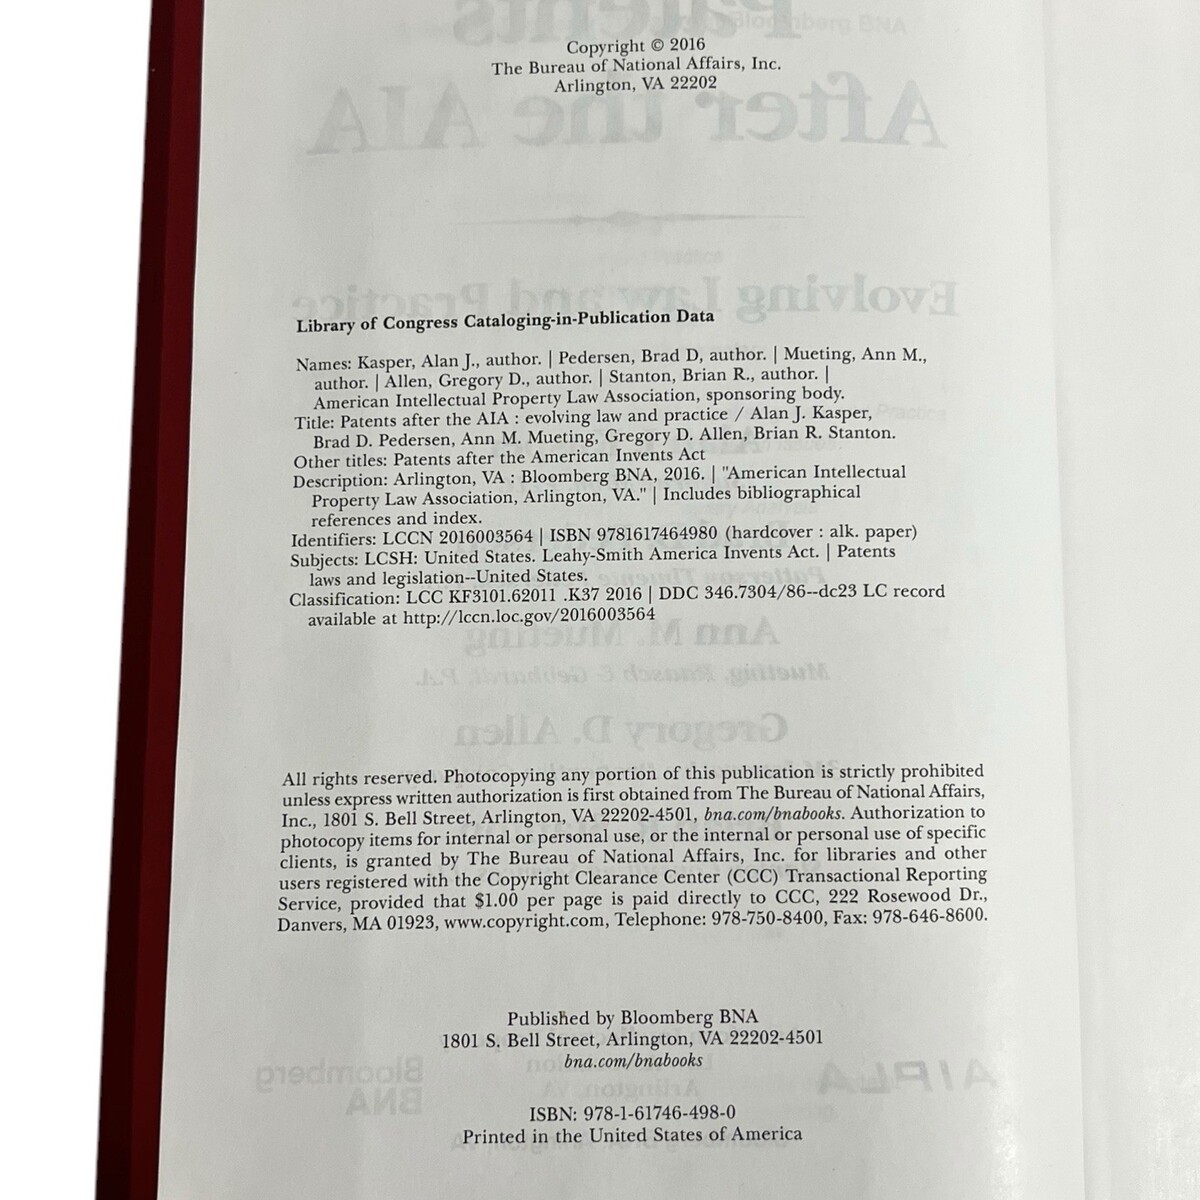 Copyright © 2016
The Bureau of National Affairs, Inc.
Arlington, VA 22202
Library of Congress Cataloging-in-Publication Data
Names: Kasper, Alan J., author. | Pedersen, Brad D, author. | Mueting, Ann M.,
author. | Allen, Gregory D., author. | Stanton, Brian R., author. |
American Intellectual Property Law Association, sponsoring body.
Title: Patents after the AIA : evolving law and practice / Alan J. Kasper,
Brad D. Pedersen, Ann M. Mueting, Gregory D. Allen, Brian R. Stanton.
Other titles: Patents after the American Invents Act
Description: Arlington, VA : Bloomberg BNA, 2016. | "American Intellectual
Property Law Association, Arlington, VA." | Includes bibliographical
references and index.
Identifiers: LCCN 2016003564 | ISBN 9781617464980 (hardcover : alk. paper)
Subjects: LCSH: United States. Leahy-Smith America Invents Act. | Patents
laws and legislation--United States.
Classification: LCC KF3101.62011 .K37 2016 | DDC 346.7304/86--dc23 LC record
available at http://lccn.loc.gov/2016003564
All rights reserved. Photocopying any portion of this publication is strictly prohibited
unless express written authorization is first obtained from The Bureau of National Affairs,
Inc., 1801 S. Bell Street, Arlington, VA 22202-4501, bna.com/bnabooks. Authorization to
photocopy items for internal or personal use, or the internal or personal use of specific
clients, is granted by The Bureau of National Affairs, Inc. for libraries and other
users registered with the Copyright Clearance Center (CCC) Transactional Reporting
Service, provided that $1.00 per page is paid directly to CCC, 222 Rosewood Dr.,
Danvers, MA 01923, www.copyright.com, Telephone: 978-750-8400, Fax: 978-646-8600.
Published by Bloomberg BNA
1801 S. Bell Street, Arlington, VA 22202-4501
bna.com/bnabooks
ISBN: 978-1-61746-498-0
Printed in the United States of America